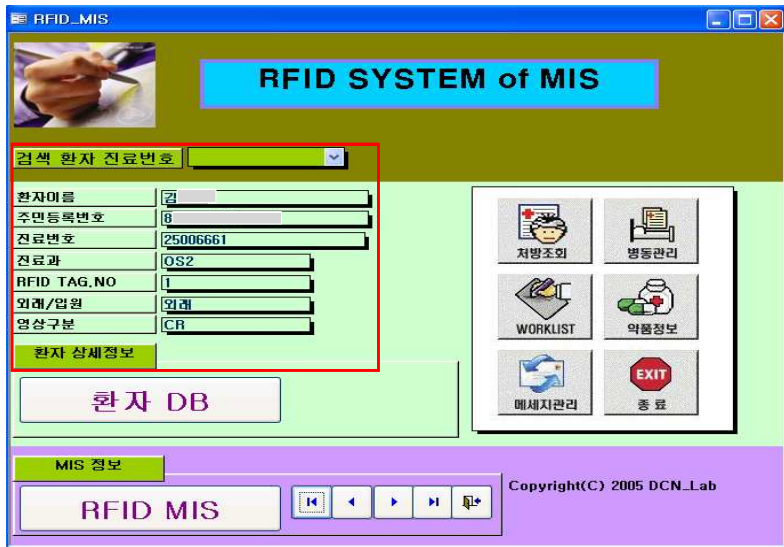 RFID_MIS
RFID SYSTEM of MIS
검색 환자 진료번호
환자이름 김
주민등록번호 8
진료번호 25006661
진료과 OS2
RFID TAG.NO 1
외래/입원 외래
영상구분 CR
환자 상세정보
환자 DB
처방조회 병동관리
WORKLIST 약품정보
EXIT
메세지관리 종 료
MIS 정보
RFID MIS
Copyright(C) 2005 DCN_Lab